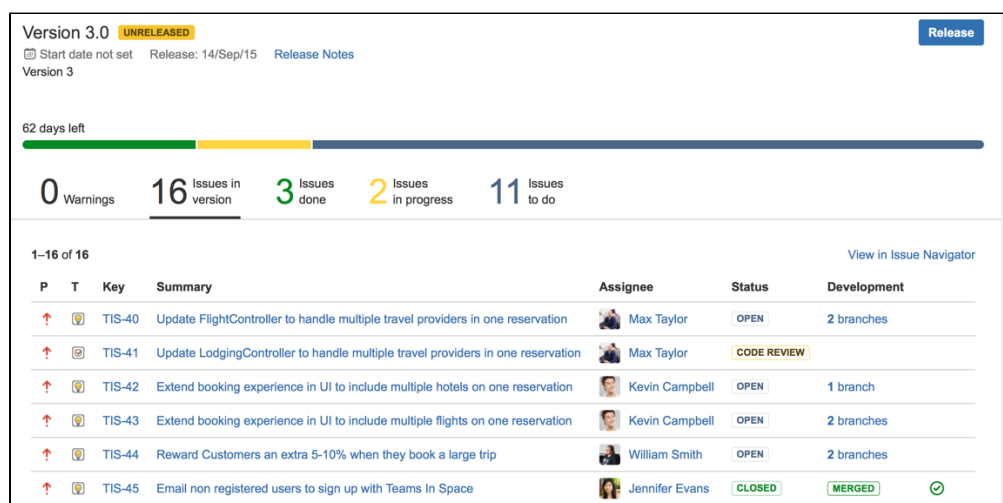 Version 3.0 UNRELEASED Release
Start date not set Release: 14/Sep/15 Release Notes
Version 3
62 days left
0 Warnings 16 Issues in version 3 Issues done 2 Issues in progress 11 Issues to do
1–16 of 16 View in Issue Navigator
P T Key Summary Assignee Status Development
TIS-40 Update FlightController to handle multiple travel providers in one reservation Max Taylor OPEN 2 branches
TIS-41 Update LodgingController to handle multiple travel providers in one reservation Max Taylor CODE REVIEW
TIS-42 Extend booking experience in UI to include multiple hotels on one reservation Kevin Campbell OPEN 1 branch
TIS-43 Extend booking experience in UI to include multiple flights on one reservation Kevin Campbell OPEN 2 branches
TIS-44 Reward Customers an extra 5-10% when they book a large trip William Smith OPEN 2 branches
TIS-45 Email non registered users to sign up with Teams In Space Jennifer Evans CLOSED MERGED